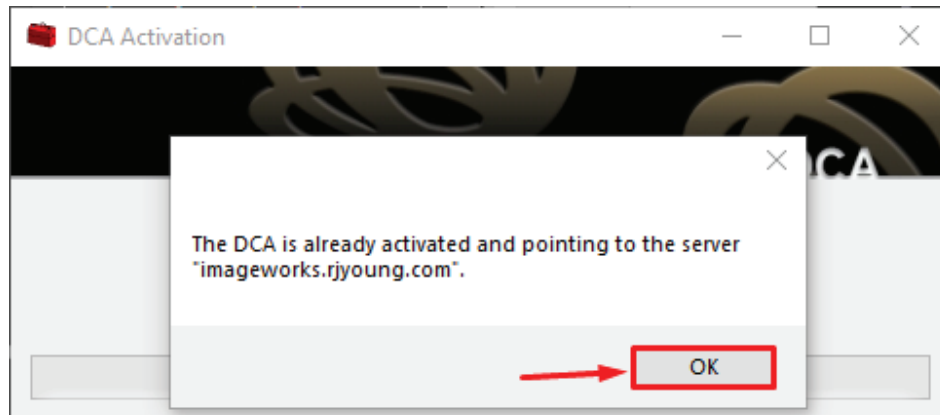 DCA Activation
DCA
The DCA is already activated and pointing to the server
"imageworks.rjyoung.com".
OK